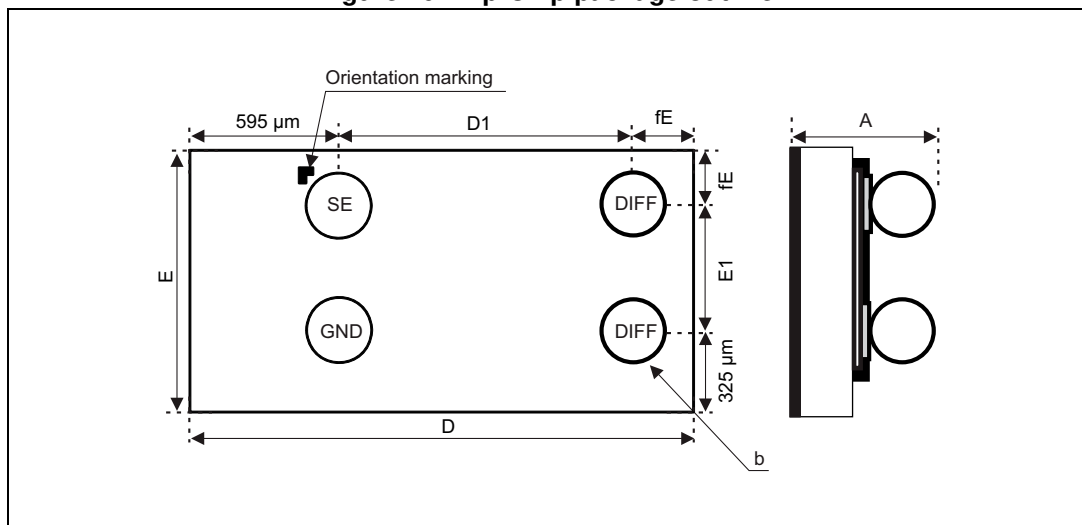 Orientation marking
595 µm
D1
fE
A
SE
DIFF
fE
E
E1
GND
DIFF
325 µm
D
b